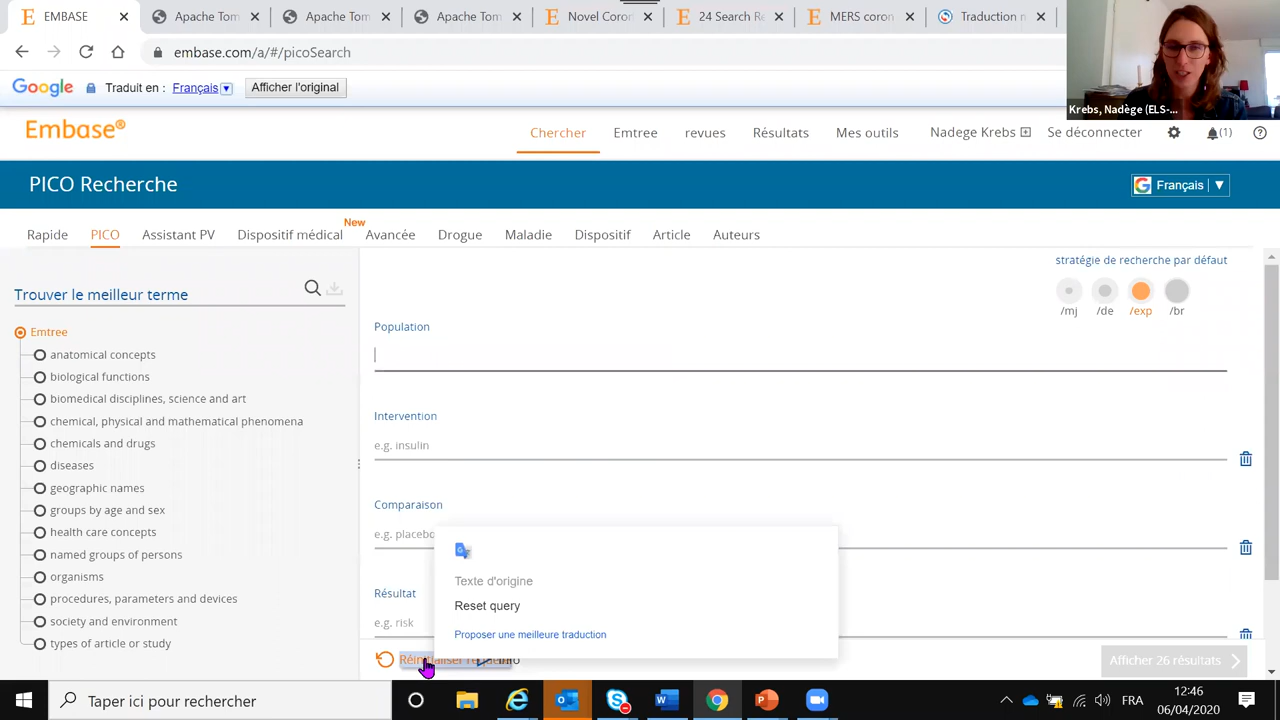 EMBASE
Apache Tom
Apache Tom
Apache Tom
Novel Coro
24 Search R
MERS coron
Traduction
embase.com/a/#/picoSearch
Google
Traduit en :
Français
Afficher l'original
Krebs, Nadège (ELS-...
Embase®
Chercher
Emtree
revues
Résultats
Mes outils
Nadege Krebs
Se déconnecter
(1)
PICO Recherche
Français
Rapide
PICO
Assistant PV
Dispositif médical
New
Avancée
Drogue
Maladie
Dispositif
Article
Auteurs
Trouver le meilleur terme
Emtree
anatomical concepts
biological functions
biomedical disciplines, science and art
chemical, physical and mathematical phenomena
chemicals and drugs
diseases
geographic names
groups by age and sex
health care concepts
named groups of persons
organisms
procedures, parameters and devices
society and environment
types of article or study
stratégie de recherche par défaut
/mj
/de
/exp
/br
Population
Intervention
e.g. insulin
Comparaison
e.g. placebo
Résultat
e.g. risk
Texte d'origine
Reset query
Proposer une meilleure traduction
Afficher 26 résultats
Taper ici pour rechercher
FRA
12:46
06/04/2020